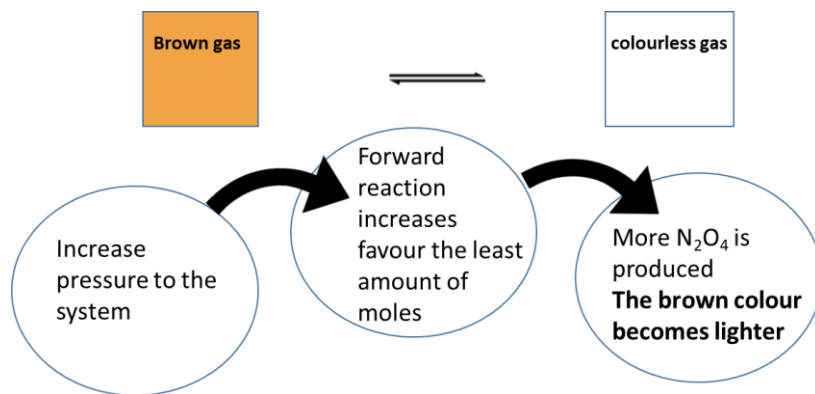 Brown gas
colourless gas
Increase
pressure to the
system
Forward
reaction
increases
favour the least
amount of
moles
More N₂O₄ is
produced
The brown colour
becomes lighter